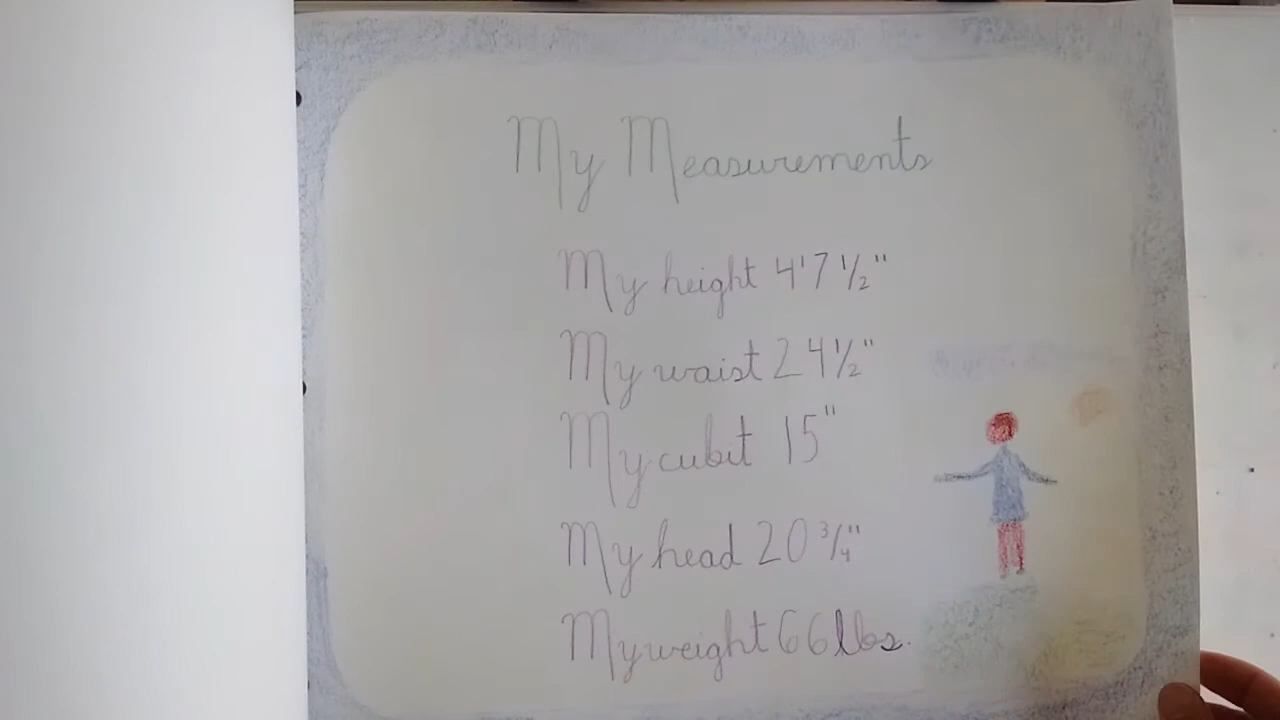 My Measurements
My height 4'7 1/2"
My waist 24 1/2"
My cubit 15"
My head 20 3/4"
My weight 66 lbs.